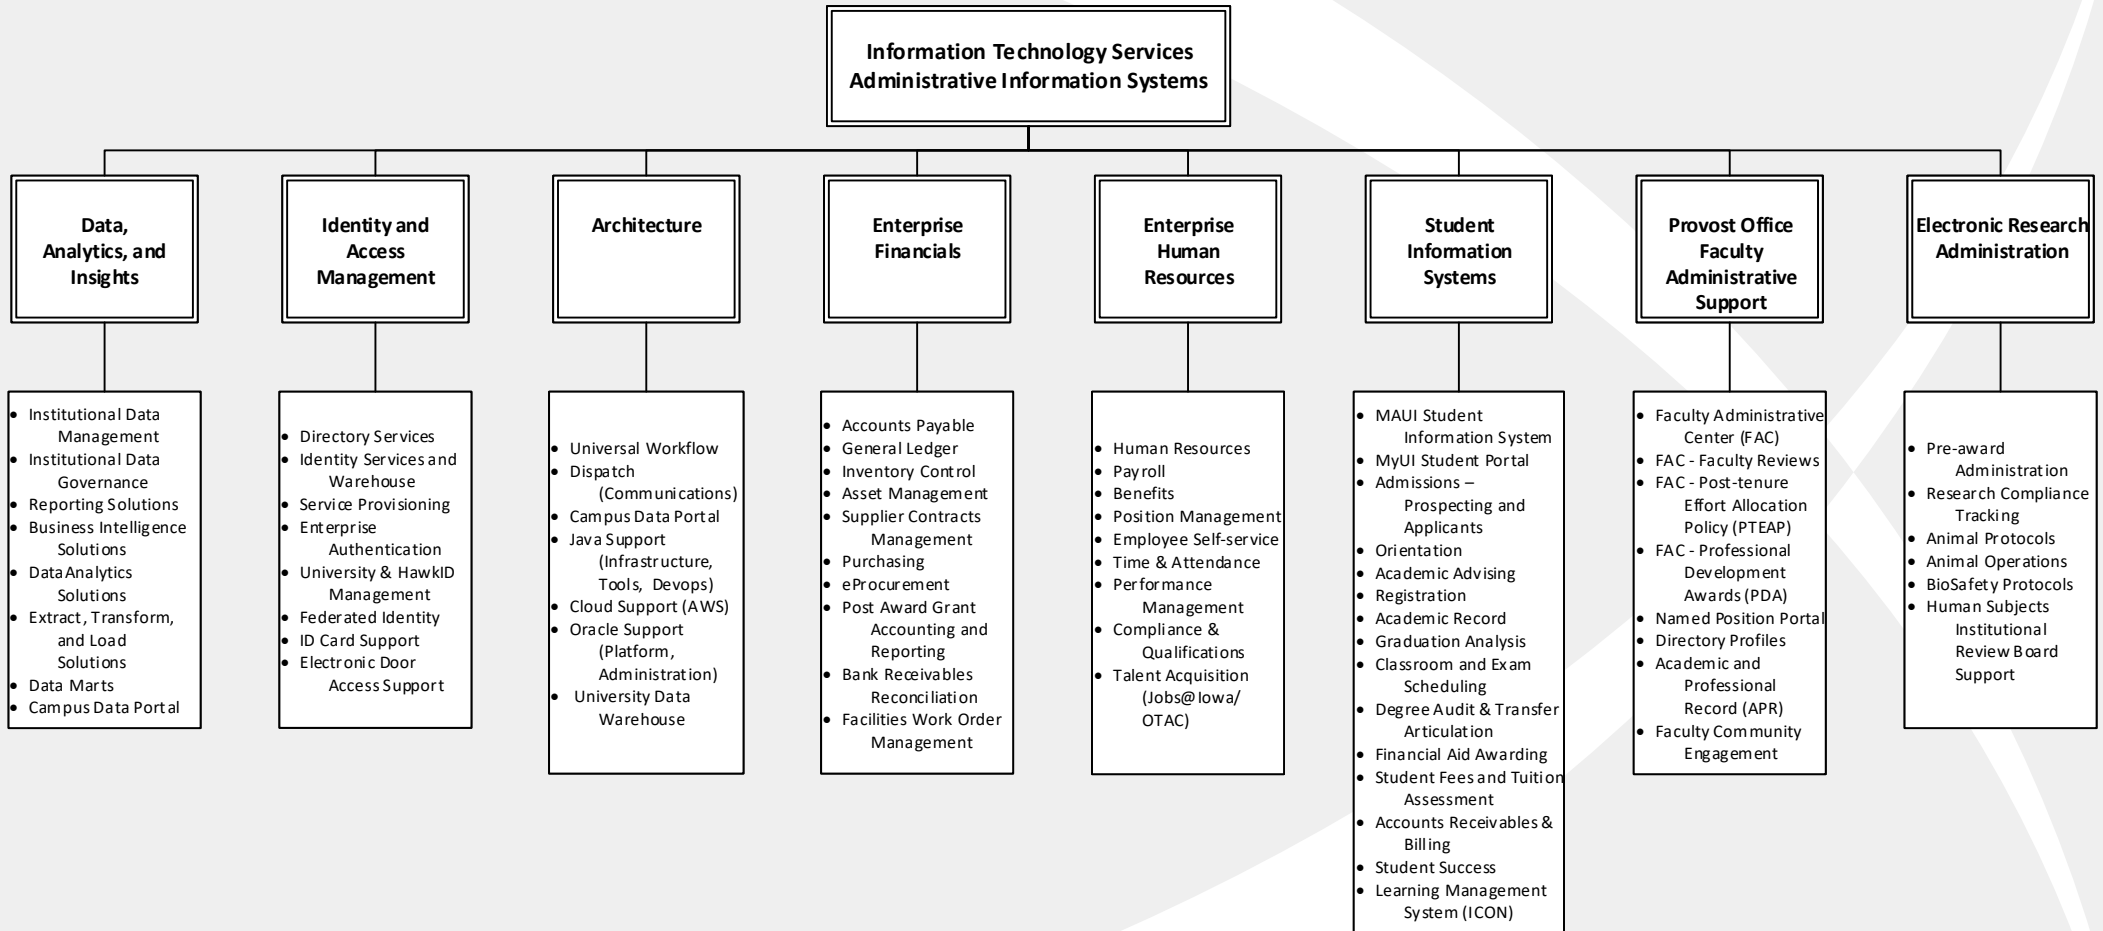 Information Technology Services
Administrative Information Systems
Data,
Analytics, and
Insights
Identity and
Access
Management
Architecture
Enterprise
Financials
Enterprise
Human
Resources
Student
Information
Systems
Provost Office
Faculty
Administrative
Support
Electronic Research
Administration
• Institutional Data
Management
• Institutional Data
Governance
• Reporting Solutions
• Business Intelligence
Solutions
• Data Analytics
Solutions
• Extract, Transform,
and Load
Solutions
• Data Marts
• Campus Data Portal
• Directory Services
• Identity Services and
Warehouse
• Service Provisioning
• Enterprise
Authentication
• University & HawkID
Management
• Federated Identity
• ID Card Support
• Electronic Door
Access Support
• Universal Workflow
• Dispatch
(Communications)
• Campus Data Portal
• Java Support
(Infrastructure,
Tools, Devops)
• Cloud Support (AWS)
• Oracle Support
(Platform,
Administration)
• University Data
Warehouse
• Accounts Payable
• General Ledger
• Inventory Control
• Asset Management
• Supplier Contracts
Management
• Purchasing
• eProcurement
• Post Award Grant
Accounting and
Reporting
• Bank Receivables
Reconciliation
• Facilities Work Order
Management
• Human Resources
• Payroll
• Benefits
• Position Management
• Employee Self-service
• Time & Attendance
• Performance
Management
• Compliance &
Qualifications
• Talent Acquisition
(Jobs@Iowa/
OTAC)
• MAUI Student
Information System
• MyUI Student Portal
• Admissions –
Prospecting and
Applicants
• Orientation
• Academic Advising
• Registration
• Academic Record
• Graduation Analysis
• Classroom and Exam
Scheduling
• Degree Audit & Transfer
Articulation
• Financial Aid Awarding
• Student Fees and Tuition
Assessment
• Accounts Receivables &
Billing
• Student Success
• Learning Management
System (ICON)
• Faculty Administrative
Center (FAC)
• FAC - Faculty Reviews
• FAC - Post-tenure
Effort Allocation
Policy (PTEAP)
• FAC - Professional
Development
Awards (PDA)
• Named Position Portal
• Directory Profiles
• Academic and
Professional
Record (APR)
• Faculty Community
Engagement
• Pre-award
Administration
• Research Compliance
Tracking
• Animal Protocols
• Animal Operations
• BioSafety Protocols
• Human Subjects
Institutional
Review Board
Support